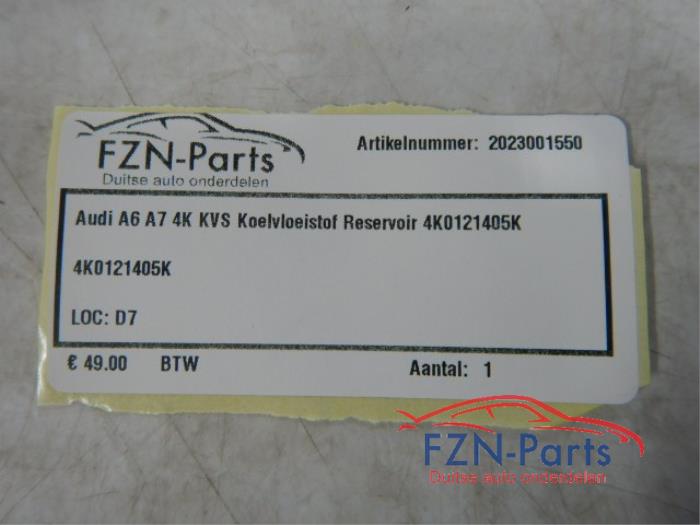 FZN-Parts
Duitse auto onderdelen
Artikelnummer: 2023001550
Audi A6 A7 4K KVS Koelvloeistof Reservoir 4K0121405K
4K0121405K
LOC: D7
€ 49.00 BTW Aantal: 1
FZN-Parts
Duitse auto onderdelen